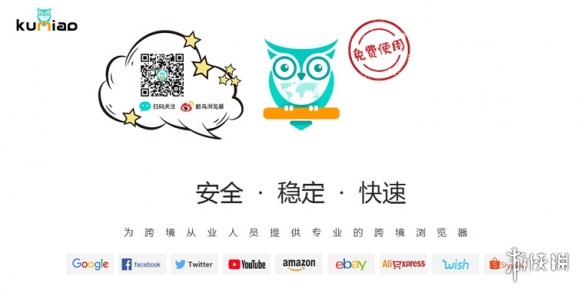 kuniao
免费使用
扫码关注 酷鸟浏览器
安全 · 稳定 · 快速
为跨境从业人员提供专业的跨境浏览器
Google facebook Twitter YouTube amazon ebay AliExpress wish
游侠网